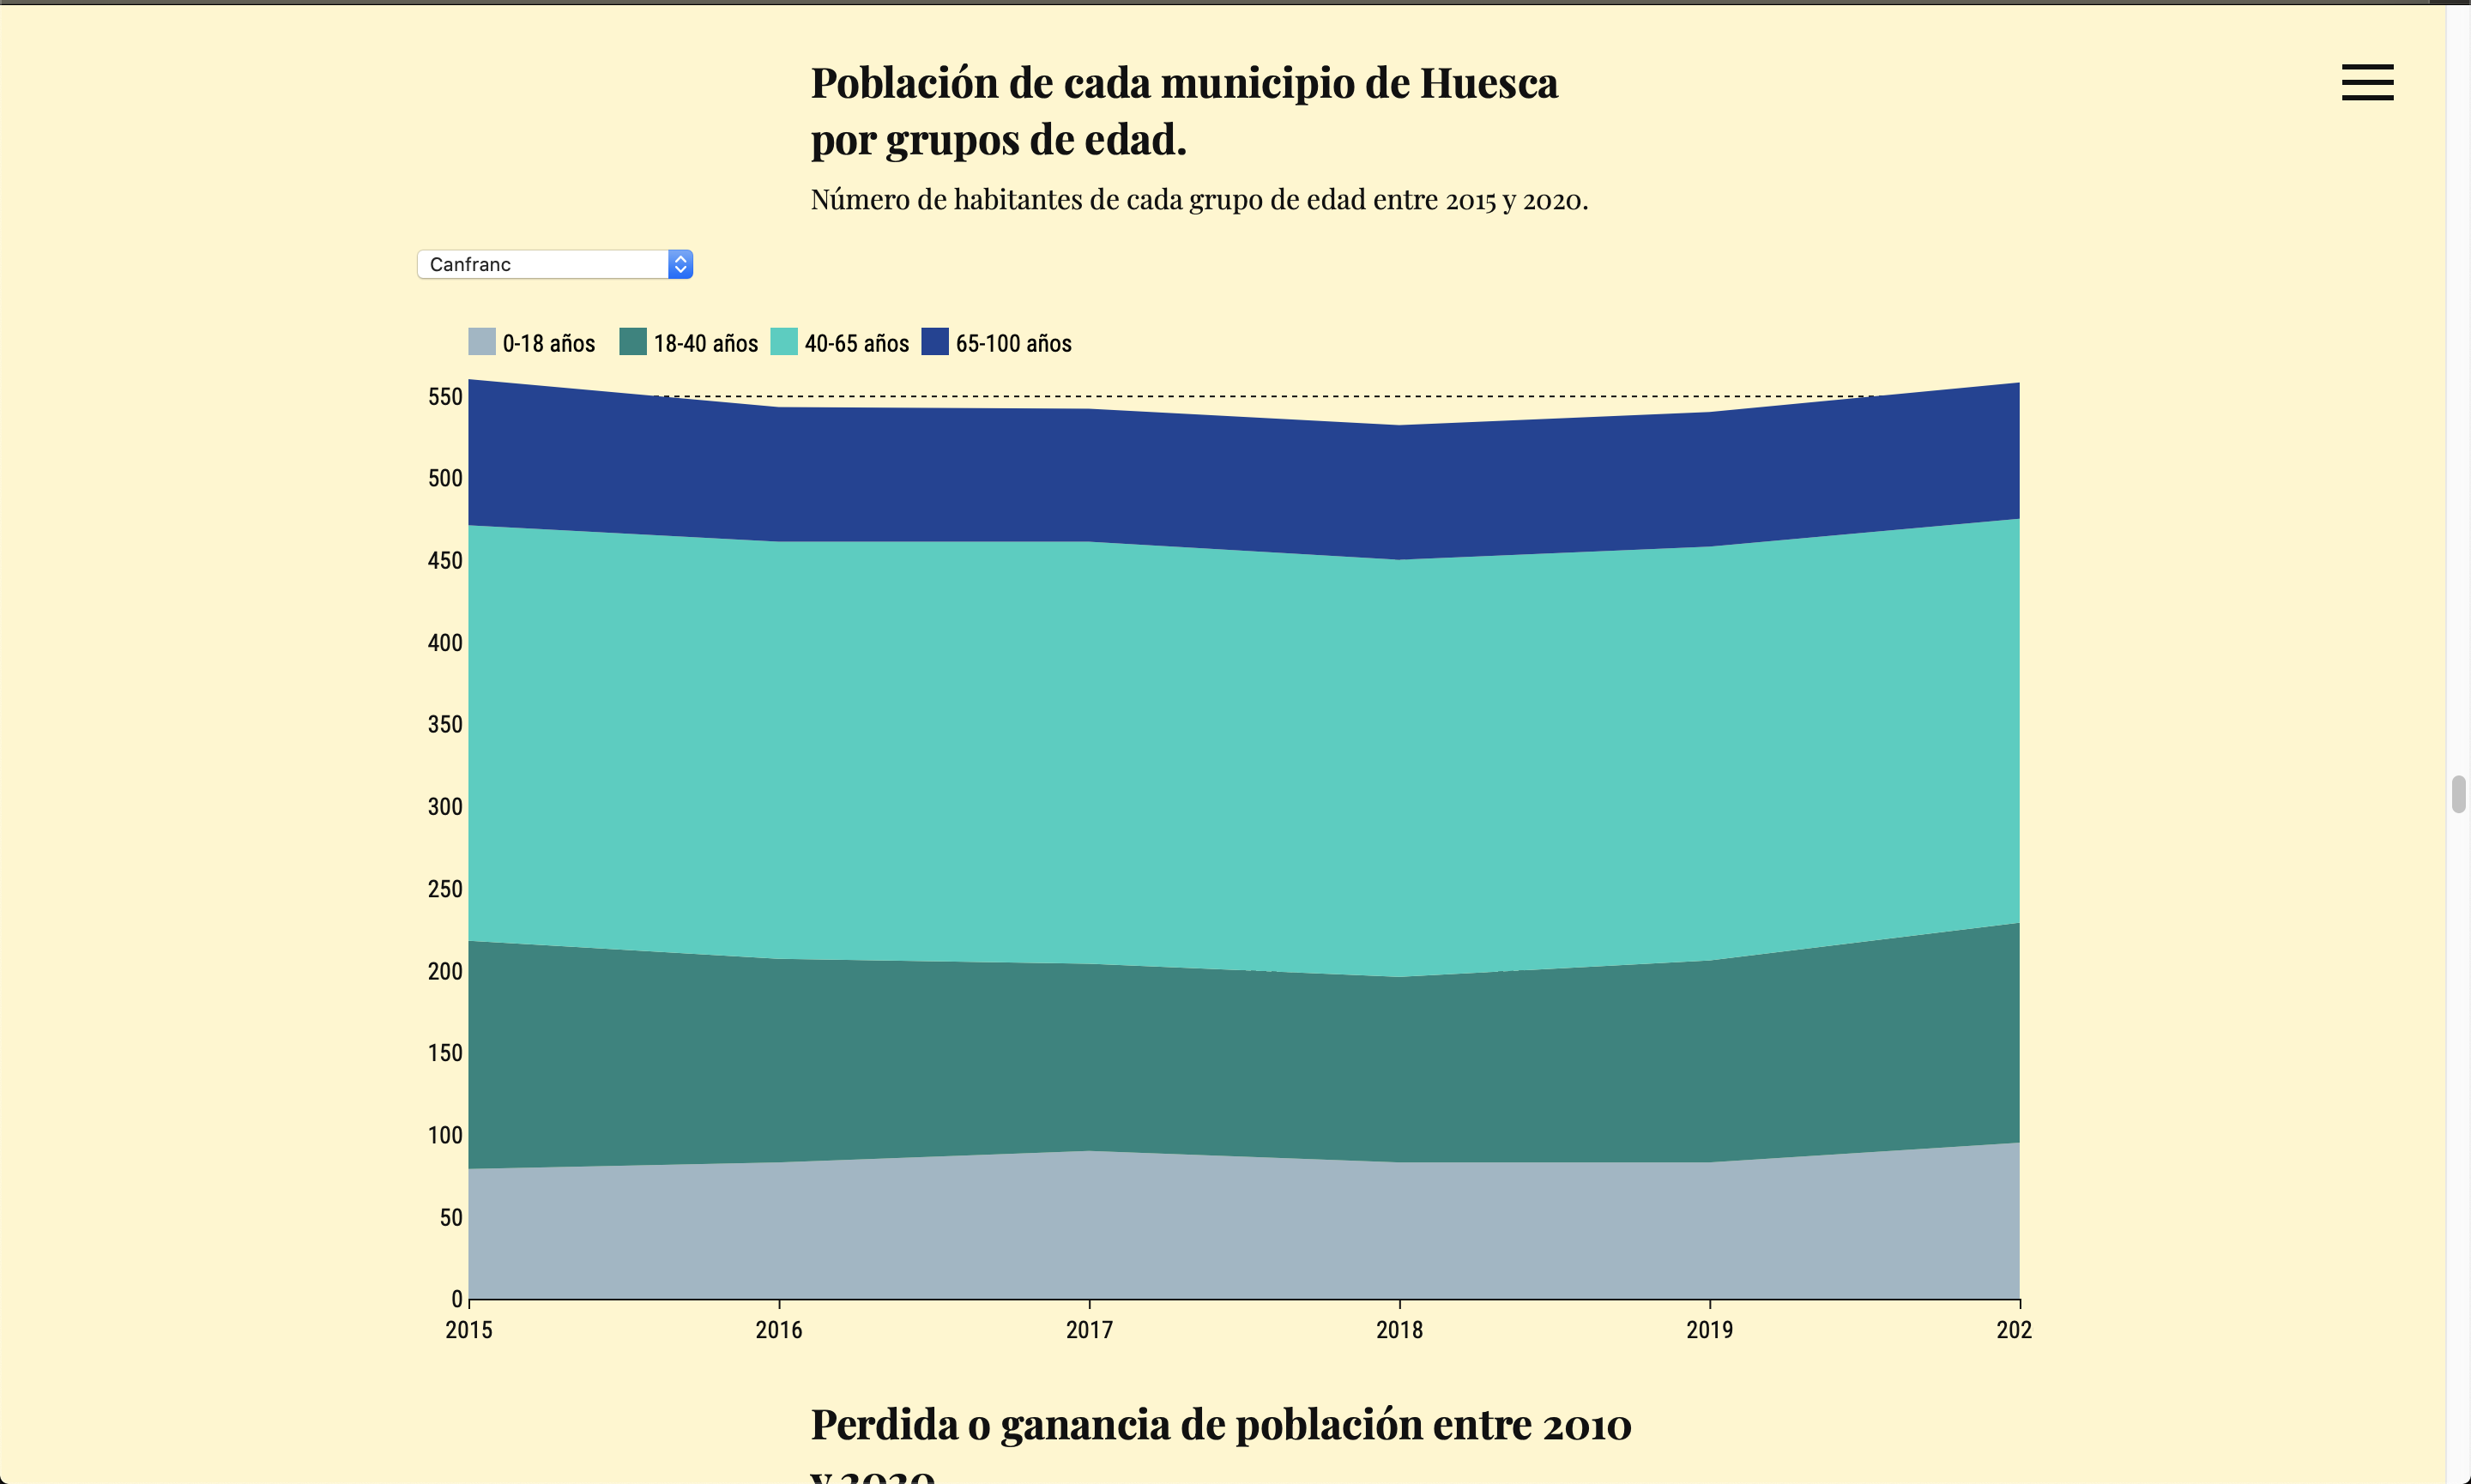 Población de cada municipio de Huesca
por grupos de edad.
Número de habitantes de cada grupo de edad entre 2015 y 2020.
Canfranc
0-18 años 18-40 años 40-65 años 65-100 años
550
500
450
400
350
300
250
200
150
100
50
0
2015 2016 2017 2018 2019 202
Perdida o ganancia de población entre 2010
y 2020